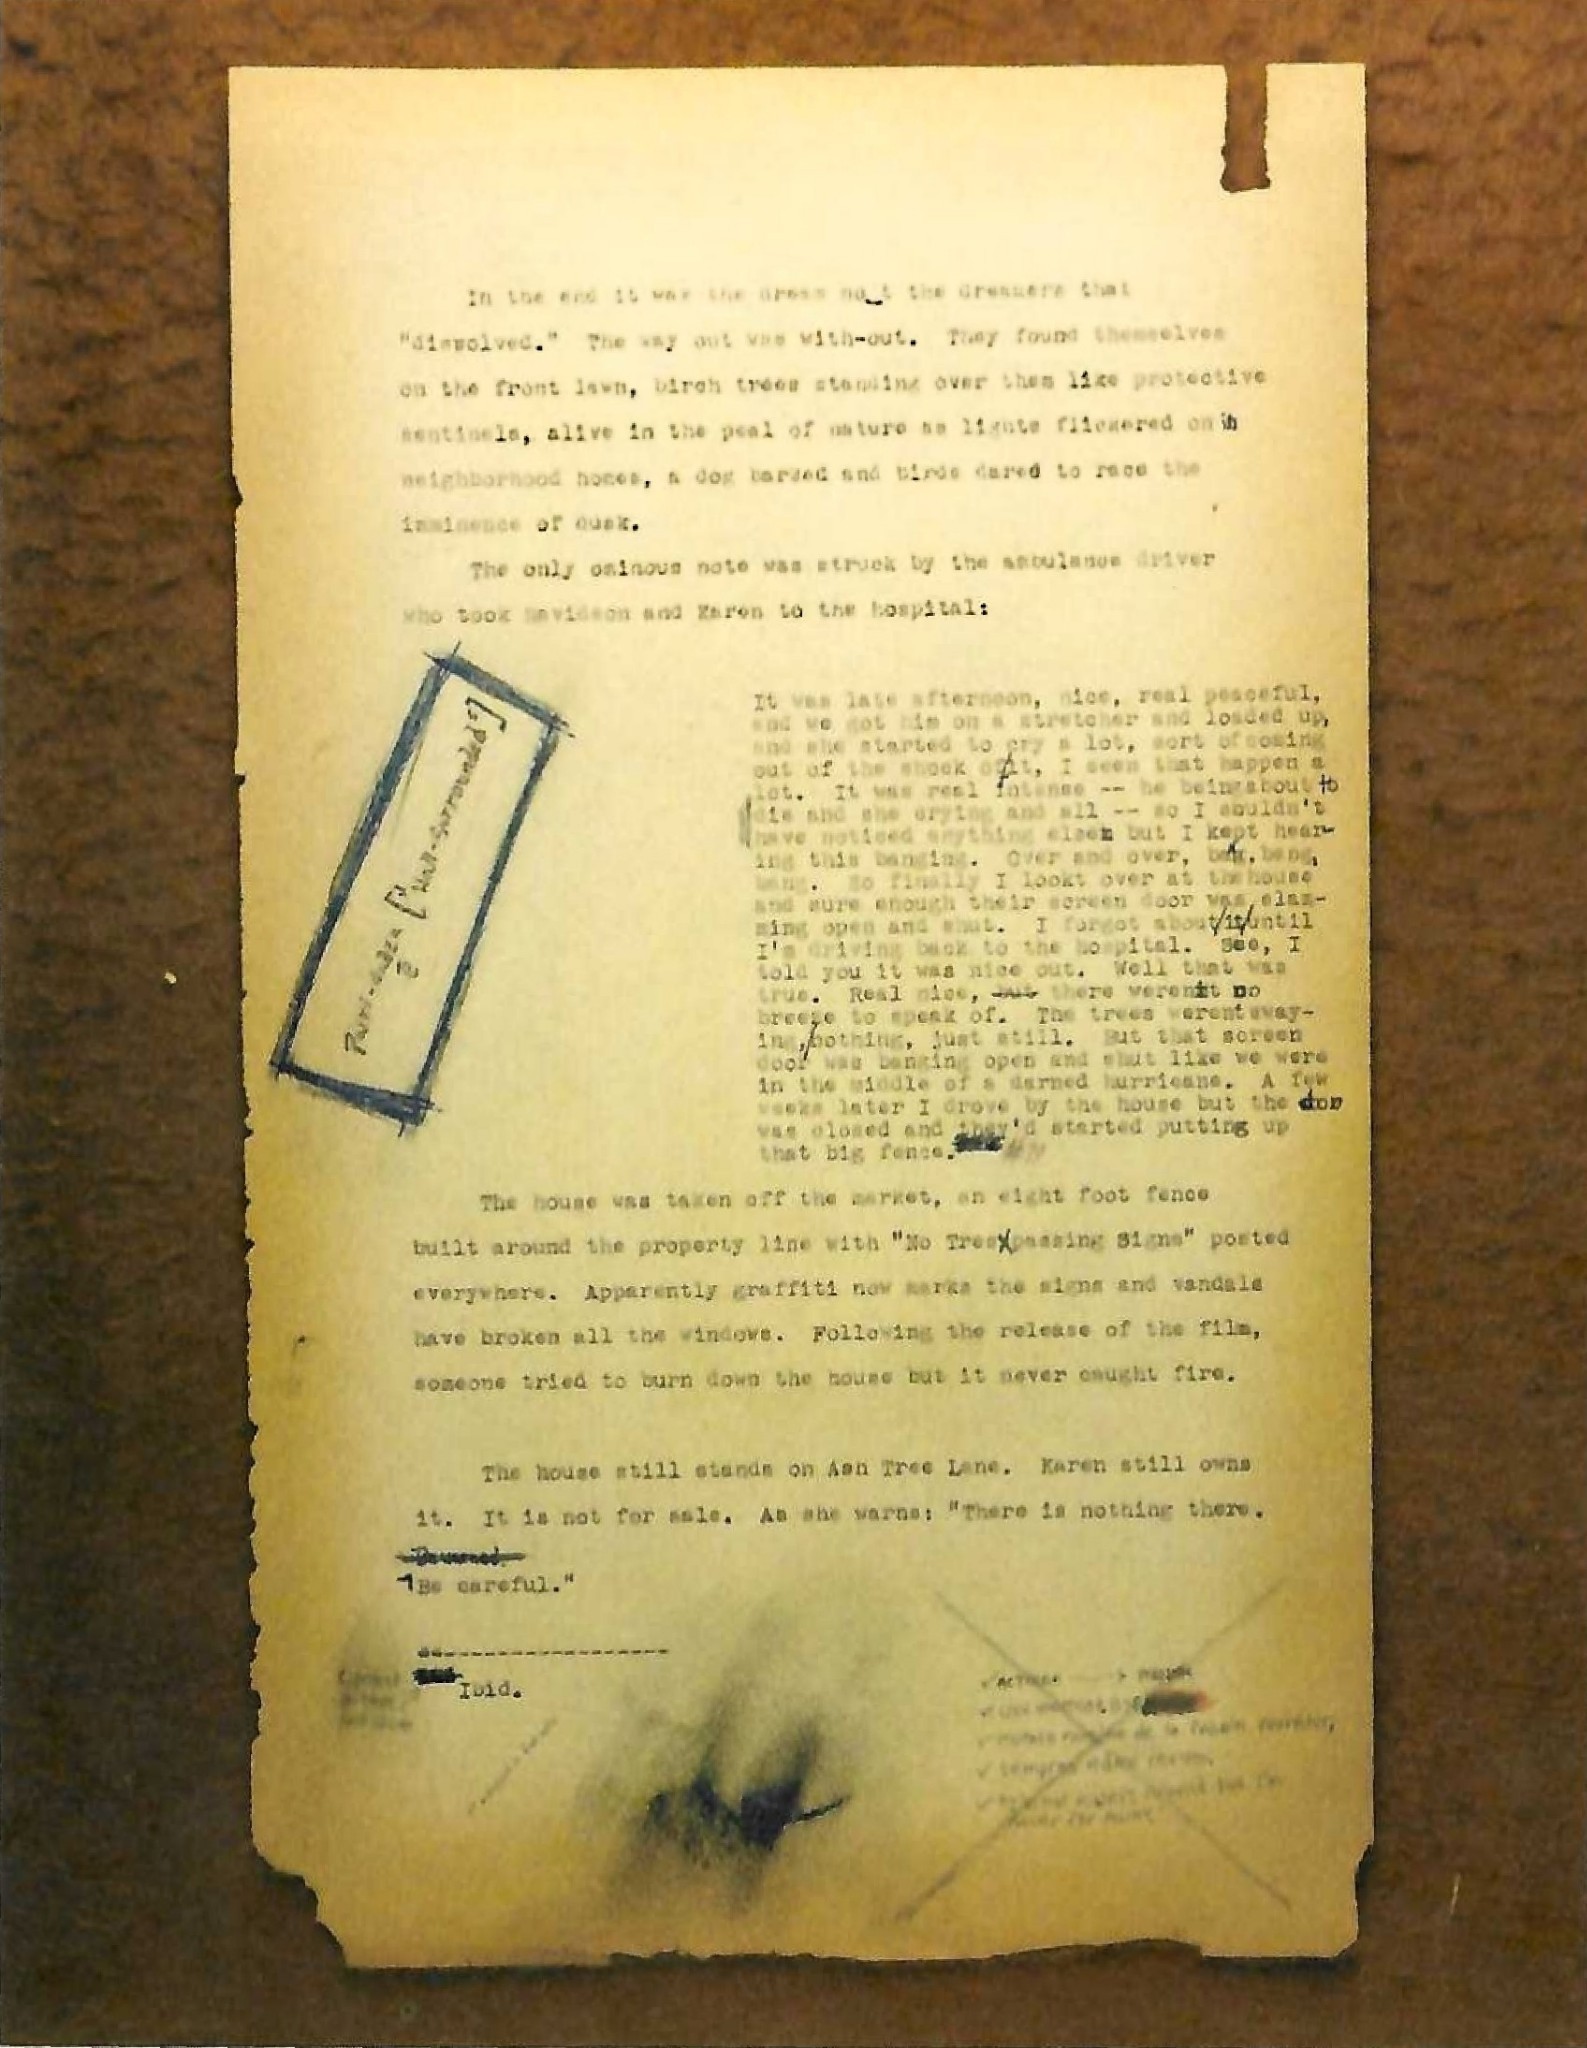 In the end it was the dream not the dreamers that
"dissolved." The way out was with-out. They found themselves
on the front lawn, birch trees standing over them like protective
sentinels, alive in the peal of nature as lights flickered on in
neighborhood homes, a dog barked and birds dared to race the
iminence of dusk.
The only ominous note was struck by the ambulance driver
who took Navidson and Karen to the hospital:
It was late afternoon, nice, real peaceful,
and we got him on a stretcher and loaded up,
and she started to cry a lot, sort of coming
out of the shock of it, I seen that happen a
lot. It was real intense -- he being about to
die and she crying and all -- so I shouldn't
have noticed anything else but I kept hear-
ing this banging. Over and over, bang, bang,
bang. So finally I lookt over at the house
and sure enough their screen door was slam-
ming open and shut. I forgot about it until
I'm driving back to the hospital. See, I
told you it was nice out. Well that was
true. Real nice, but there werent no
breeze to speak of. The trees werent sway-
ing, nothing, just still. But that screen
door was banging open and shut like we were
in the middle of a darned hurricane. A few
weeks later I drove by the house but the dor
was closed and they'd started putting up
that big fence.
["Wall-Surrounded"]
The house was taken off the market, an eight foot fence
built around the property line with "No Tresspassing Signs" posted
everywhere. Apparently graffiti now marks the signs and vandals
have broken all the windows. Following the release of the film,
someone tried to burn down the house but it never caught fire.
The house still stands on Ash Tree Lane. Karen still owns
it. It is not for sale. As she warns: "There is nothing there.
Be careful."
Ibid.